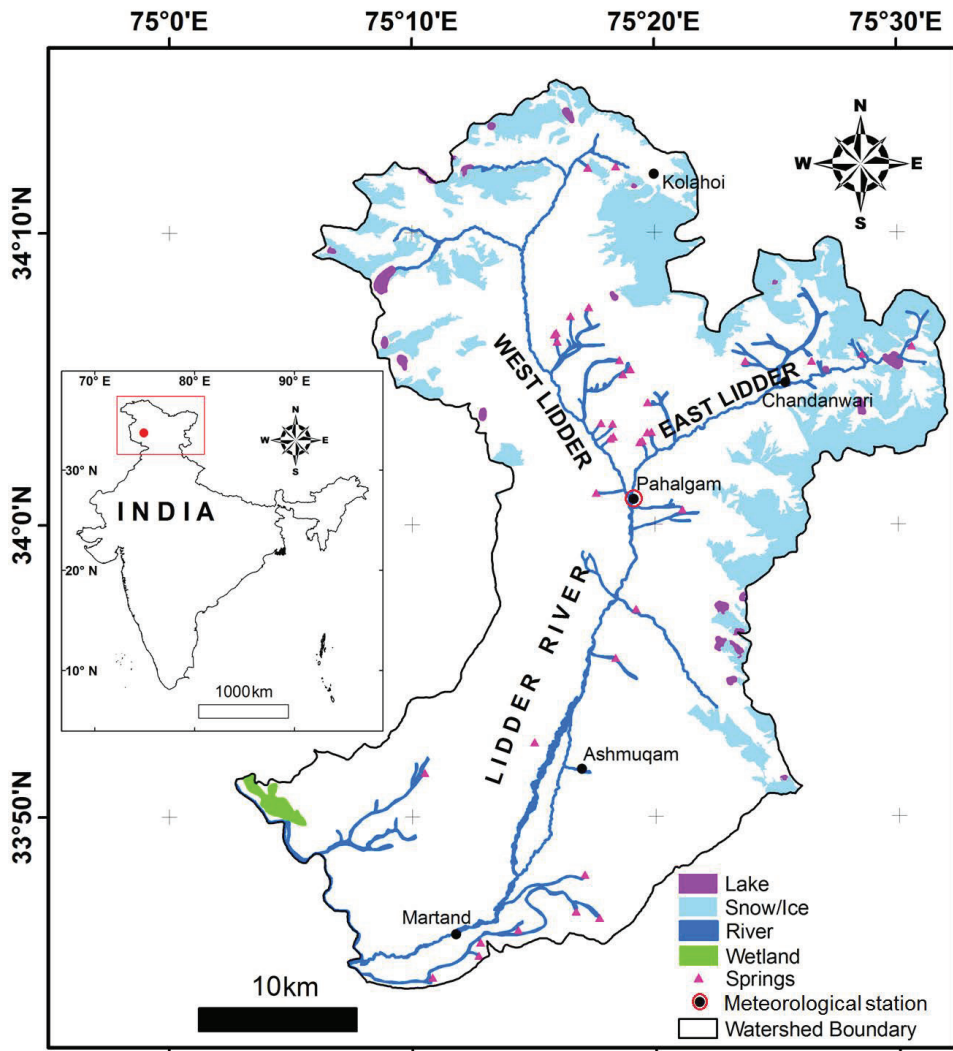 75°0'E 75°10'E 75°20'E 75°30'E
N
W E
S
Kolahoi
34°10'N
WEST LIDDER
EAST LIDDER
Chandanwari
70°E 80°E 90°E
N
W E
S
30°N
INDIA
20°N
10°N
1000km
Pahalgam
34°0'N
LIDDER RIVER
Ashmuqam
33°50'N
Martand
10km
Lake
Snow/Ice
River
Wetland
Springs
Meteorological station
Watershed Boundary